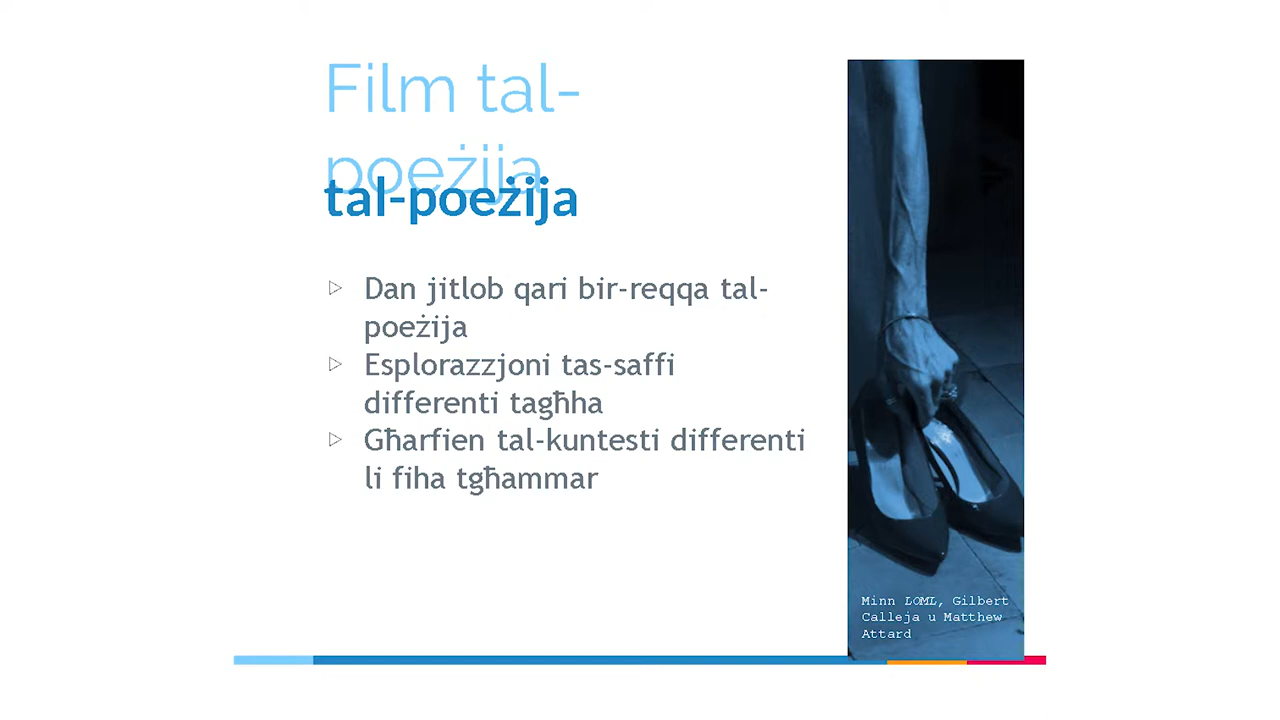 Film tal-
poeżija
tal-poeżija
Dan jitlob qari bir-reqqa tal-
poeżija
Esplorazzjoni tas-saffi
differenti tagħha
Għarfien tal-kuntesti differenti
li fiha tgħammar
Minn LOML, Gilbert
Calleja u Matthew
Attard